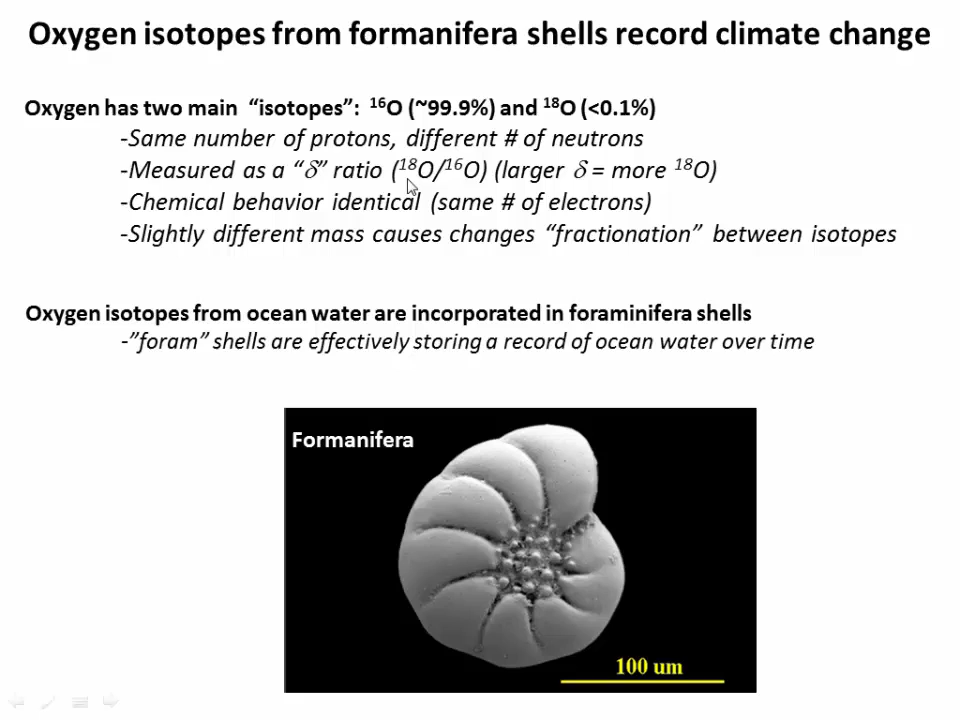 Oxygen isotopes from formanifera shells record climate change
Oxygen has two main "isotopes": ¹⁶O (~99.9%) and ¹⁸O (<0.1%)
-Same number of protons, different # of neutrons
-Measured as a "δ" ratio (¹⁸O/¹⁶O) (larger δ = more ¹⁸O)
-Chemical behavior identical (same # of electrons)
-Slightly different mass causes changes "fractionation" between isotopes
Oxygen isotopes from ocean water are incorporated in foraminifera shells
-"foram" shells are effectively storing a record of ocean water over time
Formanifera
100 um